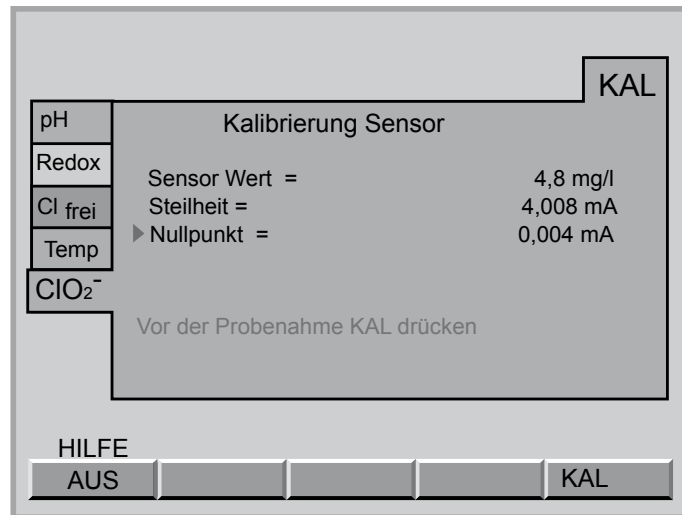 KAL
pH
Redox
Cl frei
Temp
ClO₂⁻
Kalibrierung Sensor
Sensor Wert = 4,8 mg/l
Steilheit = 4,008 mA
Nullpunkt = 0,004 mA
Vor der Probenahme KAL drücken
HILFE
AUS
KAL